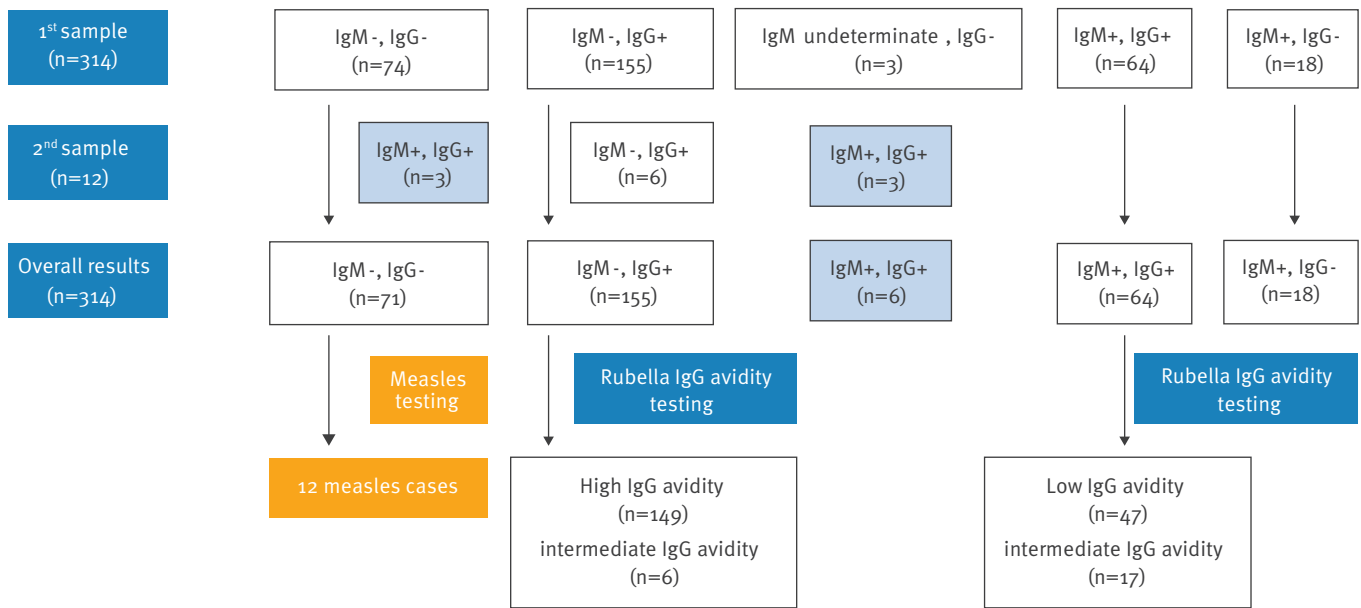 1st sample
(n=314)
IgM-, IgG-
(n=74)
IgM-, IgG+
(n=155)
IgM undeterminate , IgG-
(n=3)
IgM+, IgG+
(n=64)
IgM+, IgG-
(n=18)
2nd sample
(n=12)
IgM+, IgG+
(n=3)
IgM-, IgG+
(n=6)
IgM+, IgG+
(n=3)
Overall results
(n=314)
IgM-, IgG-
(n=71)
IgM-, IgG+
(n=155)
IgM+, IgG+
(n=6)
IgM+, IgG+
(n=64)
IgM+, IgG-
(n=18)
Measles
testing
Rubella IgG avidity
testing
Rubella IgG avidity
testing
12 measles cases
High IgG avidity
(n=149)
intermediate IgG avidity
(n=6)
Low IgG avidity
(n=47)
intermediate IgG avidity
(n=17)